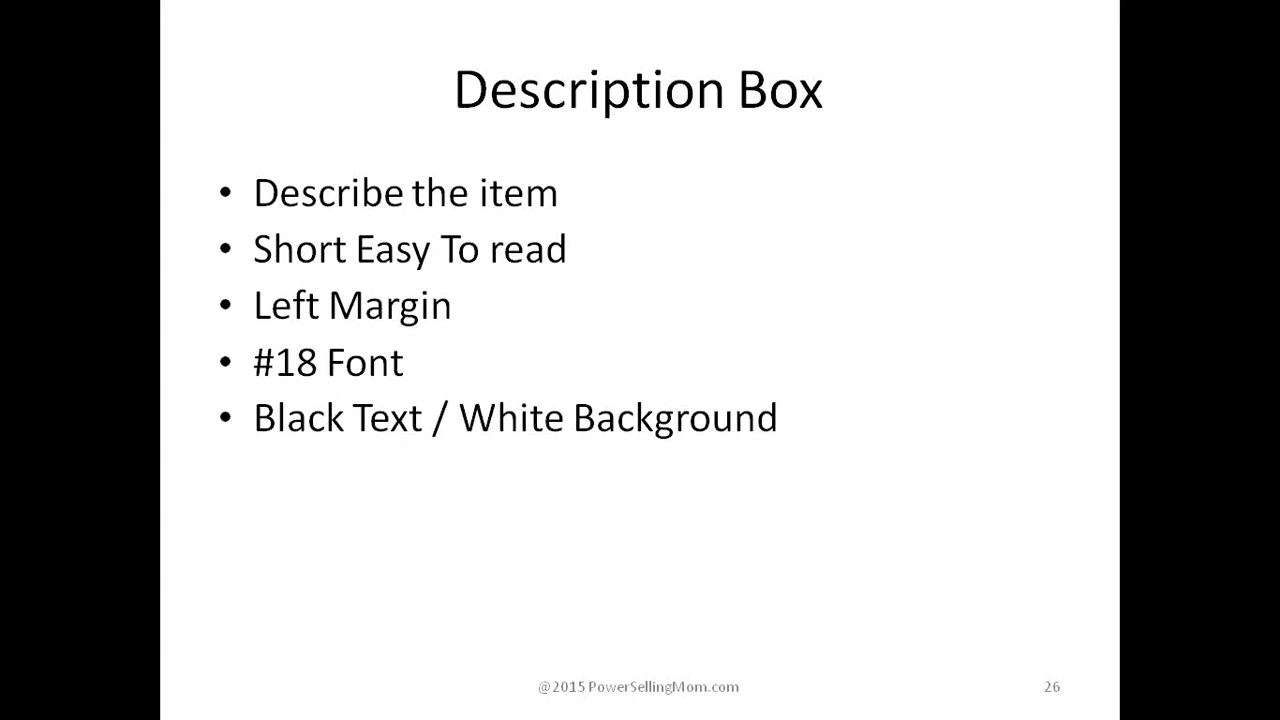 Description Box
• Describe the item
• Short Easy To read
• Left Margin
• #18 Font
• Black Text / White Background
@2015 PowerSellingMom.com
26